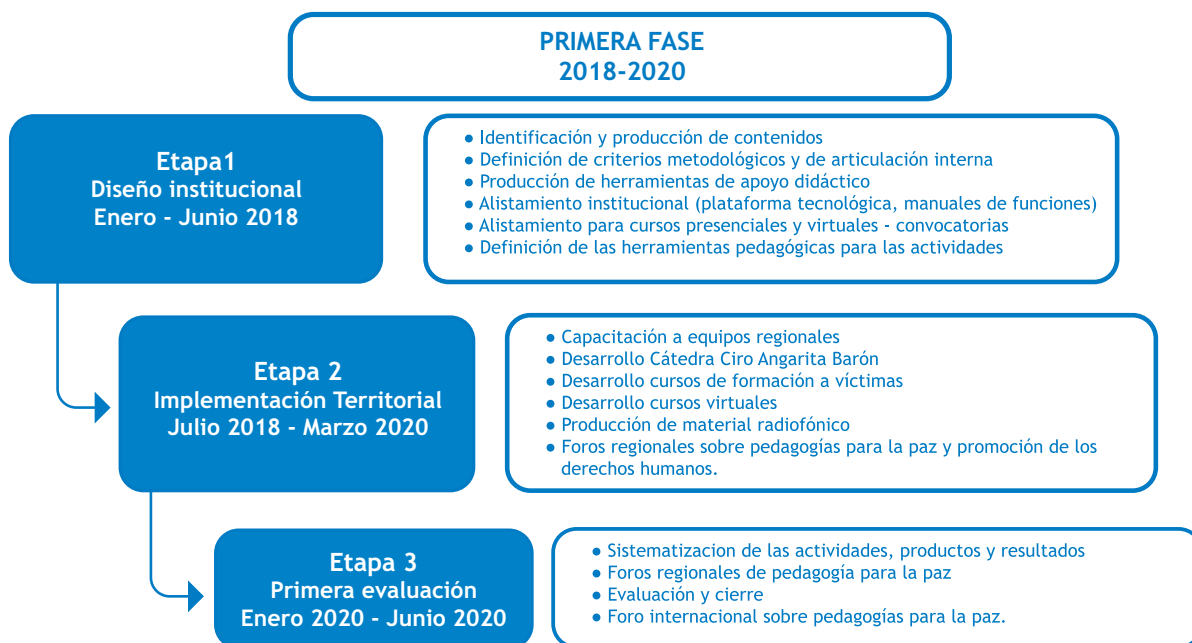 PRIMERA FASE
2018-2020
Etapa1
Diseño institucional
Enero - Junio 2018
● Identificación y producción de contenidos
● Definición de criterios metodológicos y de articulación interna
● Producción de herramientas de apoyo didáctico
● Alistamiento institucional (plataforma tecnológica, manuales de funciones)
● Alistamiento para cursos presenciales y virtuales - convocatorias
● Definición de las herramientas pedagógicas para las actividades
Etapa 2
Implementación Territorial
Julio 2018 - Marzo 2020
● Capacitación a equipos regionales
● Desarrollo Cátedra Ciro Angarita Barón
● Desarrollo cursos de formación a víctimas
● Desarrollo cursos virtuales
● Producción de material radiofónico
● Foros regionales sobre pedagogías para la paz y promoción de los
derechos humanos.
Etapa 3
Primera evaluación
Enero 2020 - Junio 2020
● Sistematizacion de las actividades, productos y resultados
● Foros regionales de pedagogía para la paz
● Evaluación y cierre
● Foro internacional sobre pedagogías para la paz.